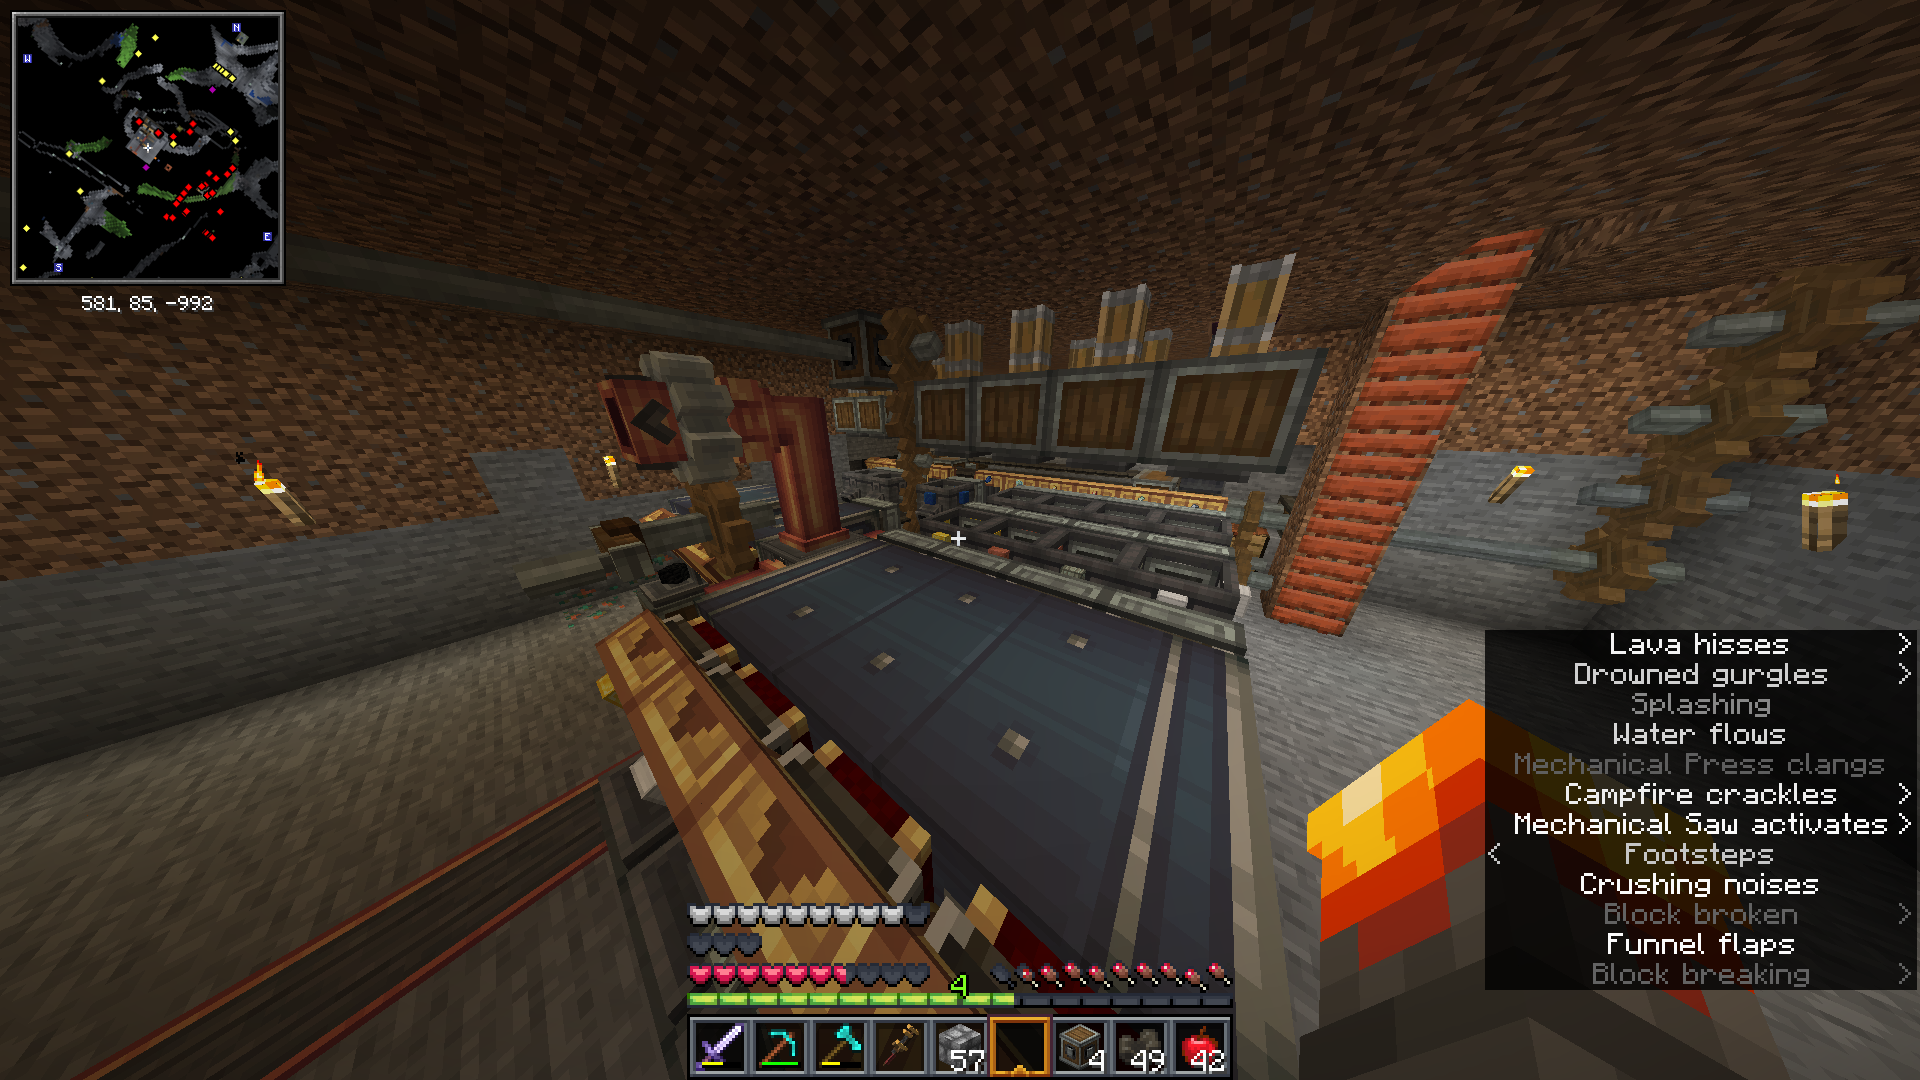 N
W
E
S
581, 85, -992
Lava hisses >
Drowned gurgles >
Splashing
Water flows
Mechanical Press clangs
Campfire crackles >
Mechanical Saw activates >
< Footsteps
Crushing noises
Block broken >
Funnel flaps
Block breaking >
4
57 4 49 42